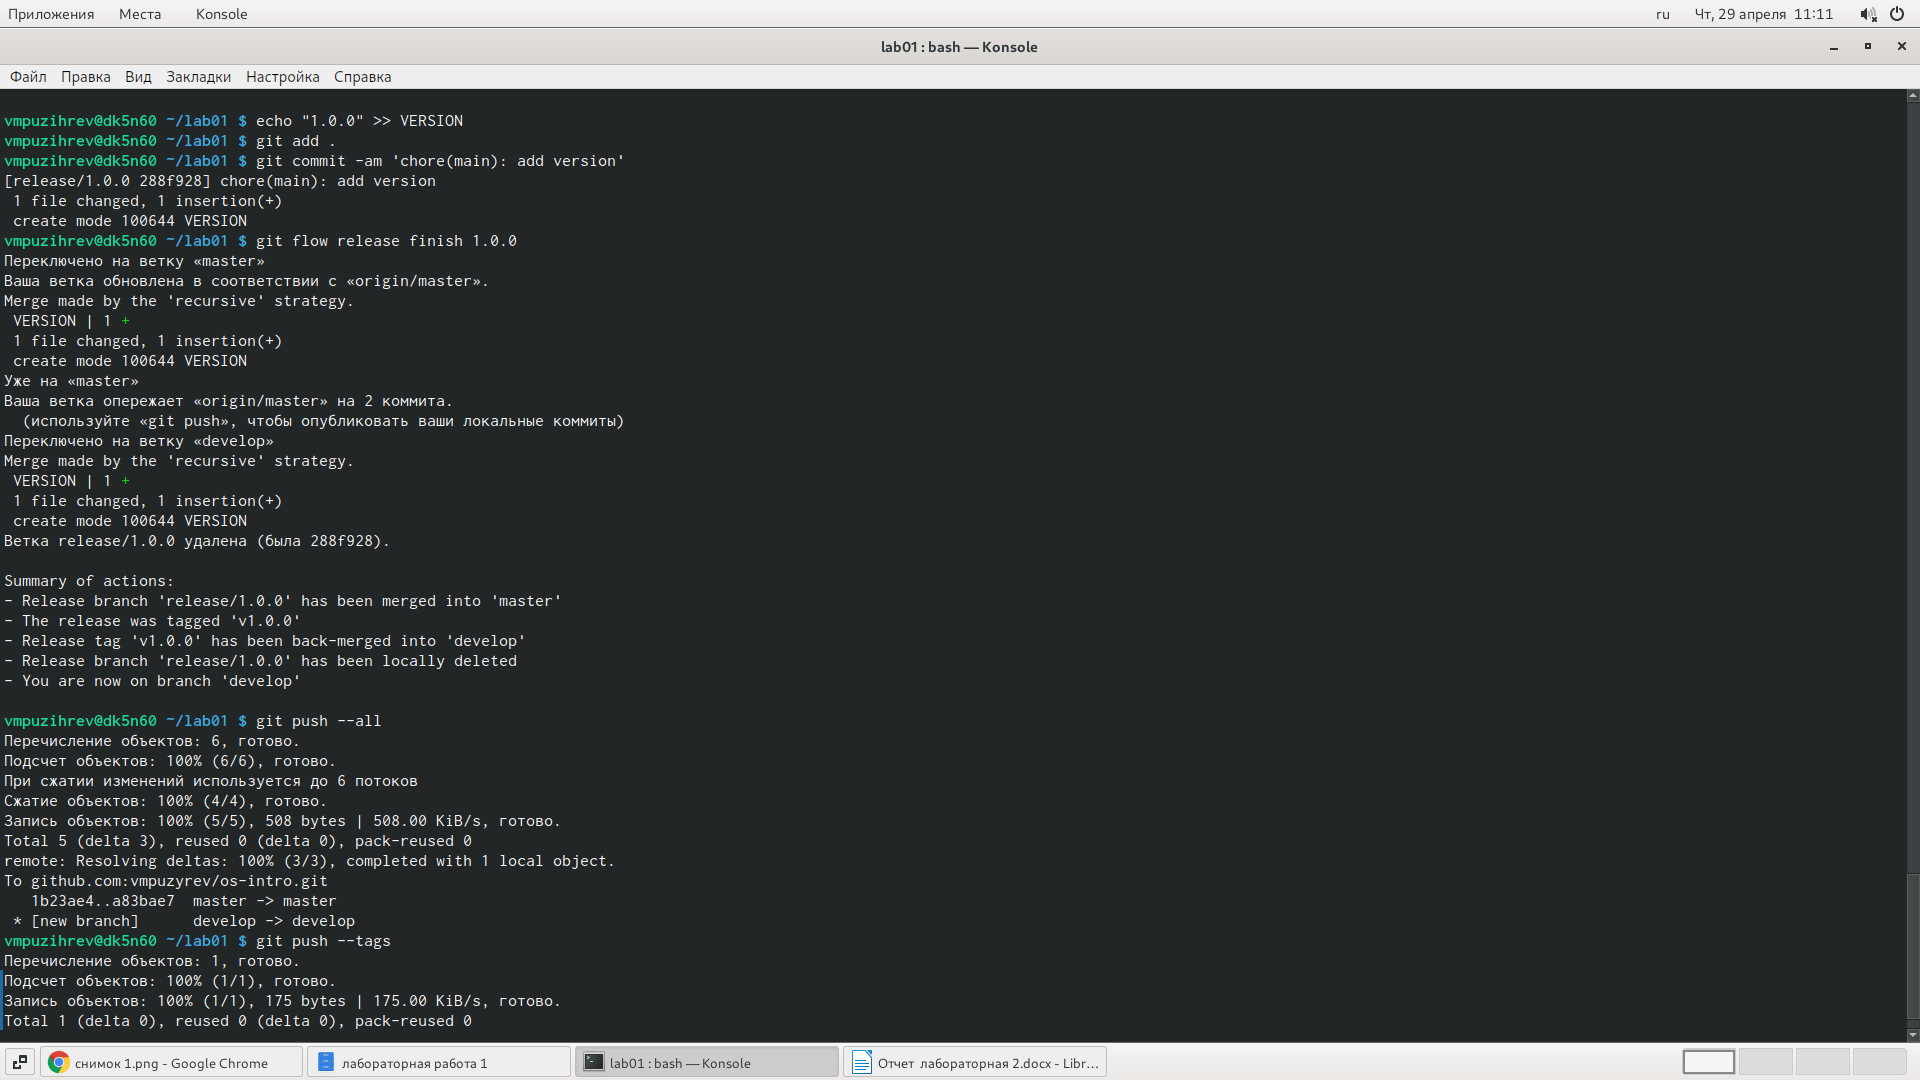 Приложения Места Konsole ru Чт, 29 апреля 11:11
lab01 : bash — Konsole
Файл Правка Вид Закладки Настройка Справка
vmpuzihrev@dk5n60 ~/lab01 $ echo "1.0.0" >> VERSION
vmpuzihrev@dk5n60 ~/lab01 $ git add .
vmpuzihrev@dk5n60 ~/lab01 $ git commit -am 'chore(main): add version'
[release/1.0.0 288f928] chore(main): add version
 1 file changed, 1 insertion(+)
 create mode 100644 VERSION
vmpuzihrev@dk5n60 ~/lab01 $ git flow release finish 1.0.0
Переключено на ветку «master»
Ваша ветка обновлена в соответствии с «origin/master».
Merge made by the 'recursive' strategy.
 VERSION | 1 +
 1 file changed, 1 insertion(+)
 create mode 100644 VERSION
Уже на «master»
Ваша ветка опережает «origin/master» на 2 коммита.
  (используйте «git push», чтобы опубликовать ваши локальные коммиты)
Переключено на ветку «develop»
Merge made by the 'recursive' strategy.
 VERSION | 1 +
 1 file changed, 1 insertion(+)
 create mode 100644 VERSION
Ветка release/1.0.0 удалена (была 288f928).
Summary of actions:
- Release branch 'release/1.0.0' has been merged into 'master'
- The release was tagged 'v1.0.0'
- Release tag 'v1.0.0' has been back-merged into 'develop'
- Release branch 'release/1.0.0' has been locally deleted
- You are now on branch 'develop'
vmpuzihrev@dk5n60 ~/lab01 $ git push --all
Перечисление объектов: 6, готово.
Подсчет объектов: 100% (6/6), готово.
При сжатии изменений используется до 6 потоков
Сжатие объектов: 100% (4/4), готово.
Запись объектов: 100% (5/5), 508 bytes | 508.00 KiB/s, готово.
Total 5 (delta 3), reused 0 (delta 0), pack-reused 0
remote: Resolving deltas: 100% (3/3), completed with 1 local object.
To github.com:vmpuzyrev/os-intro.git
   1b23ae4..a83bae7  master -> master
 * [new branch]      develop -> develop
vmpuzihrev@dk5n60 ~/lab01 $ git push --tags
Перечисление объектов: 1, готово.
Подсчет объектов: 100% (1/1), готово.
Запись объектов: 100% (1/1), 175 bytes | 175.00 KiB/s, готово.
Total 1 (delta 0), reused 0 (delta 0), pack-reused 0
снимок 1.png - Google Chrome лабораторная работа 1 lab01 : bash — Konsole Отчет лабораторная 2.docx - Libr...